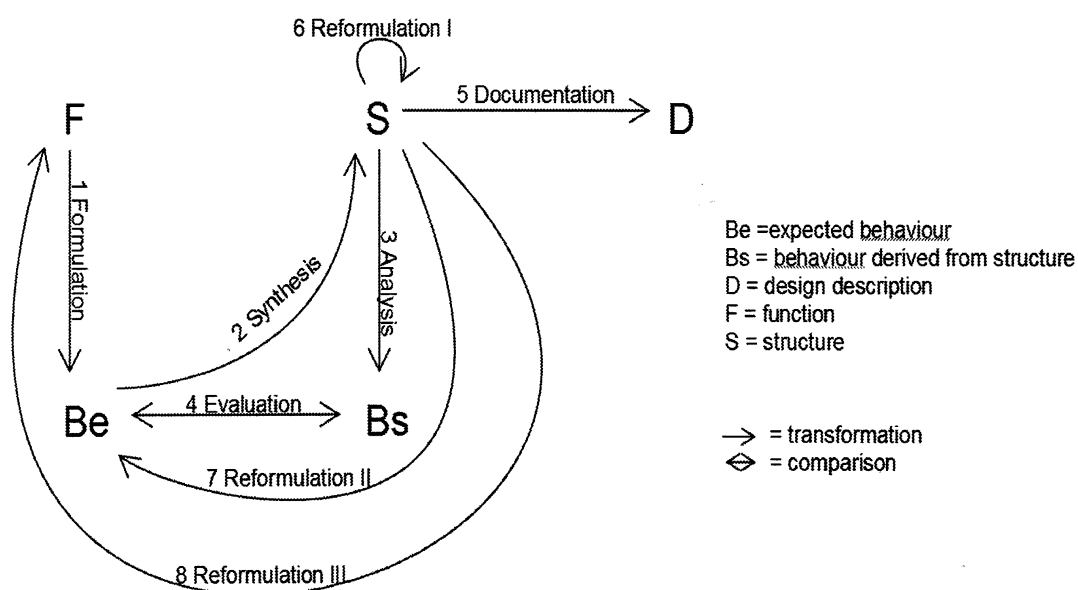 6 Reformulation I
5 Documentation
F
S
D
1 Formulation
2 Synthesis
3 Analysis
Be =expected behaviour
Bs = behaviour derived from structure
D = design description
F = function
S = structure
Be
4 Evaluation
Bs
= transformation
= comparison
7 Reformulation II
8 Reformulation III